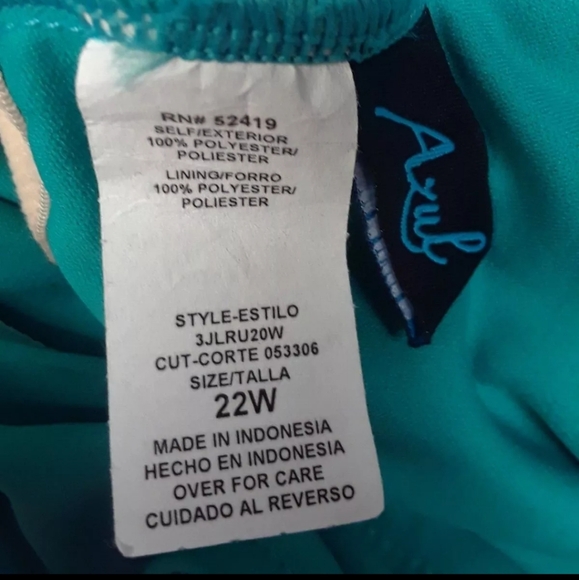 RN# 52419
SELF/EXTERIOR
100% POLYESTER/
POLIESTER
LINING/FORRO
100% POLYESTER/
POLIESTER
STYLE-ESTILO
3JLRU20W
CUT-CORTE 053306
SIZE/TALLA
22W
MADE IN INDONESIA
HECHO EN INDONESIA
OVER FOR CARE
CUIDADO AL REVERSO
Azul